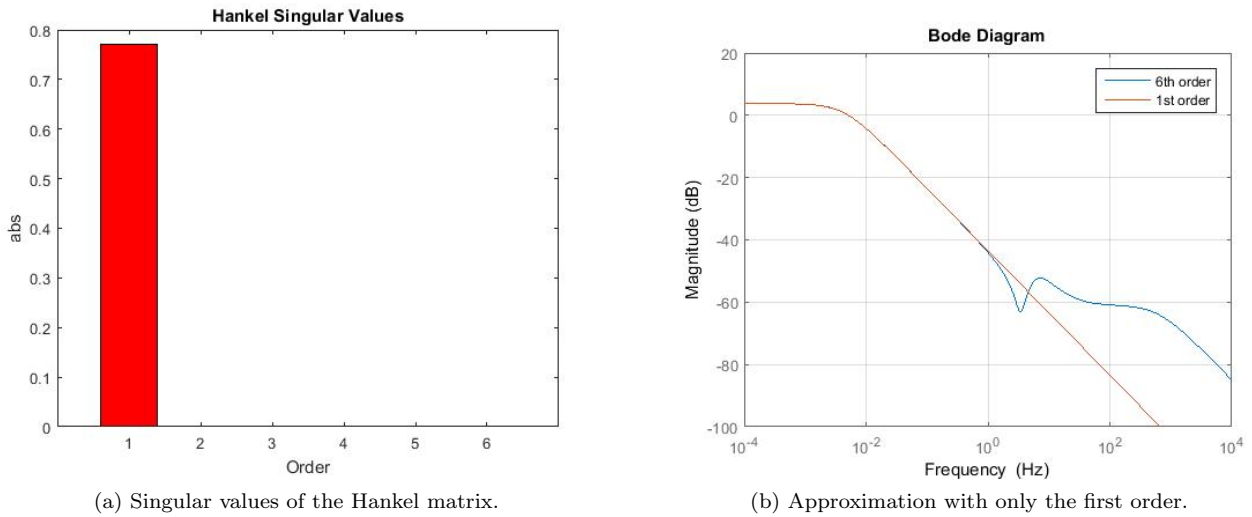 Hankel Singular Values
0.8
0.7
0.6
0.5
0.4
0.3
0.2
0.1
0
abs
1 2 3 4 5 6
Order
(a) Singular values of the Hankel matrix.
Bode Diagram
20
0
-20
-40
-60
-80
-100
Magnitude (dB)
6th order
1st order
10^-4 10^-2 10^0 10^2 10^4
Frequency (Hz)
(b) Approximation with only the first order.